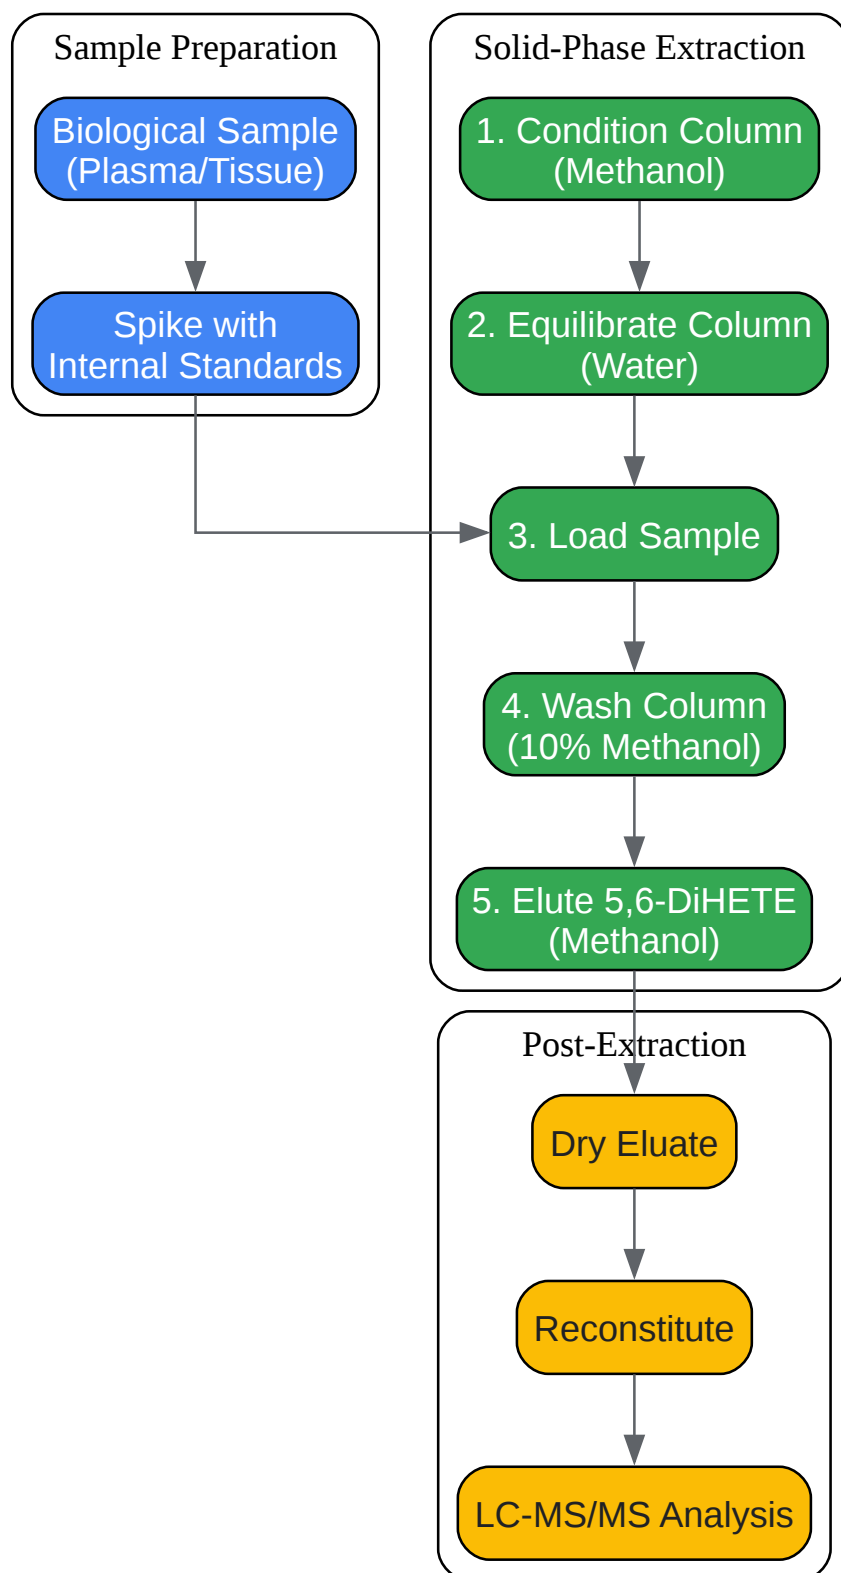 Sample Preparation
Biological Sample
(Plasma/Tissue)
Spike with
Internal Standards
Solid-Phase Extraction
1. Condition Column
(Methanol)
2. Equilibrate Column
(Water)
3. Load Sample
4. Wash Column
(10% Methanol)
5. Elute 5,6-DiHETE
(Methanol)
Post-Extraction
Dry Eluate
Reconstitute
LC-MS/MS Analysis